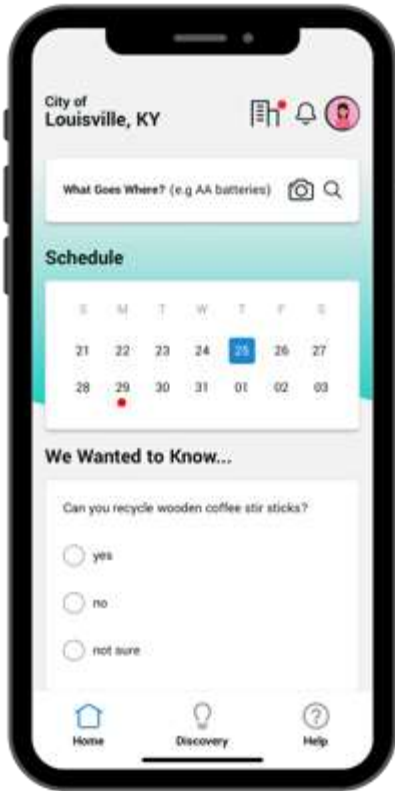 City of
Louisville, KY
What Goes Where? (e.g AA batteries)
Schedule
S M T W T F S
21 22 23 24 25 26 27
28 29 30 31 01 02 03
We Wanted to Know...
Can you recycle wooden coffee stir sticks?
yes
no
not sure
Home Discovery Help